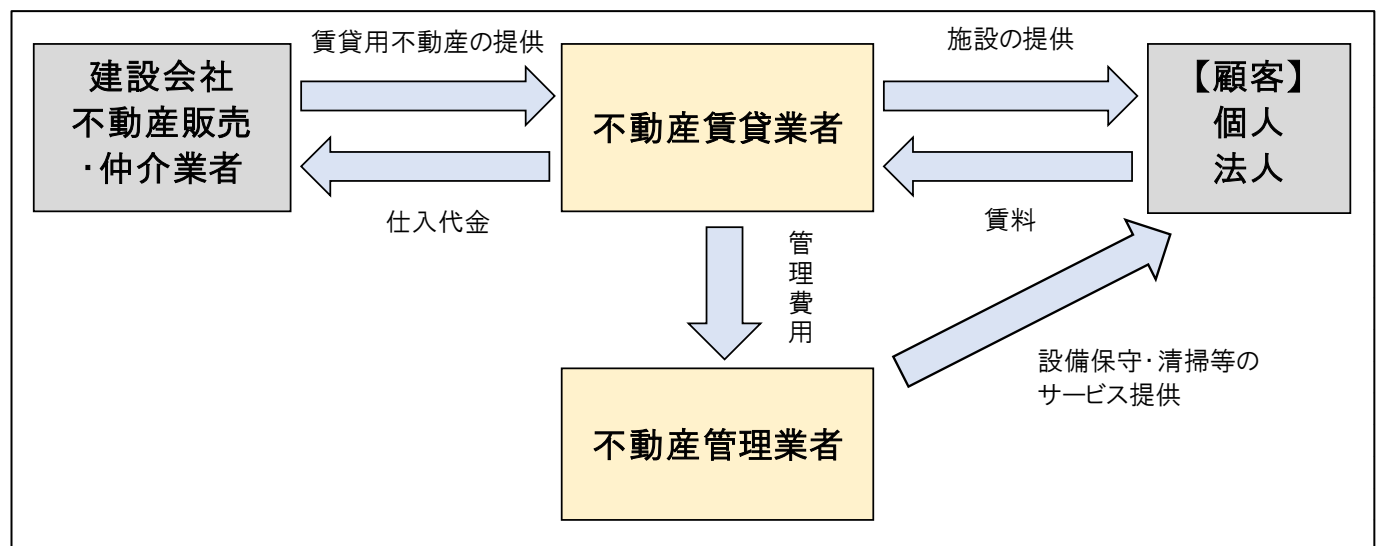 賃貸用不動産の提供
施設の提供
建設会社
不動産販売
・仲介業者
不動産賃貸業者
【顧客】
個人
法人
仕入代金
賃料
管理費用
設備保守・清掃等の
サービス提供
不動産管理業者